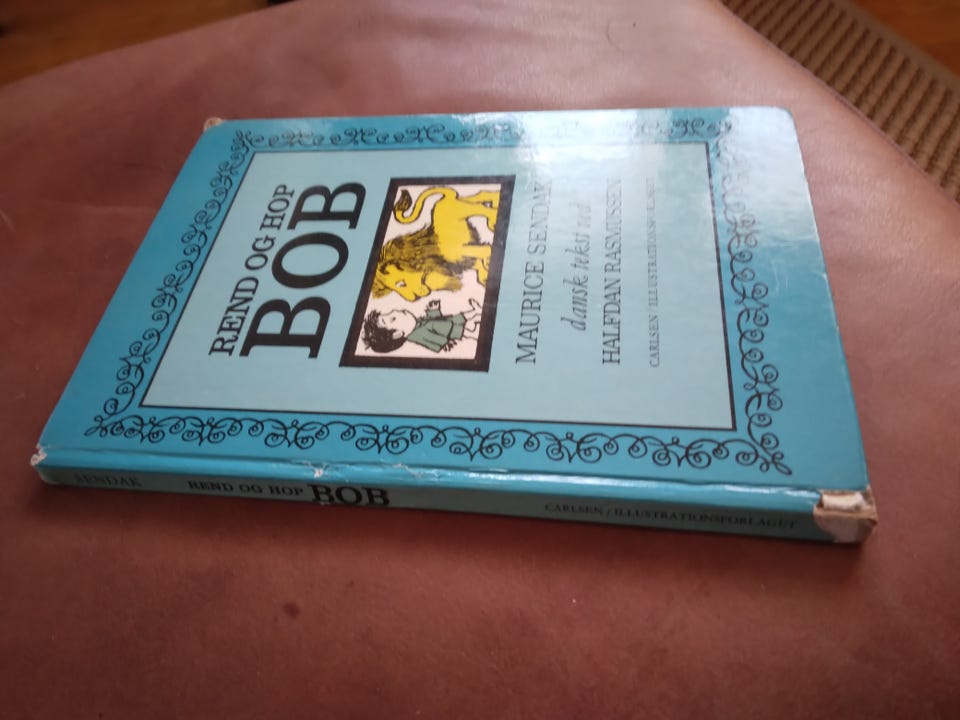 REND OG HOP
BOB
MAURICE SENDAK
dansk tekst ved
HALFDAN RASMUSSEN
CARLSEN / ILLUSTRATIONSFORLAGET
SENDAK
REND OG HOP BOB
CARLSEN / ILLUSTRATIONSFORLAGET